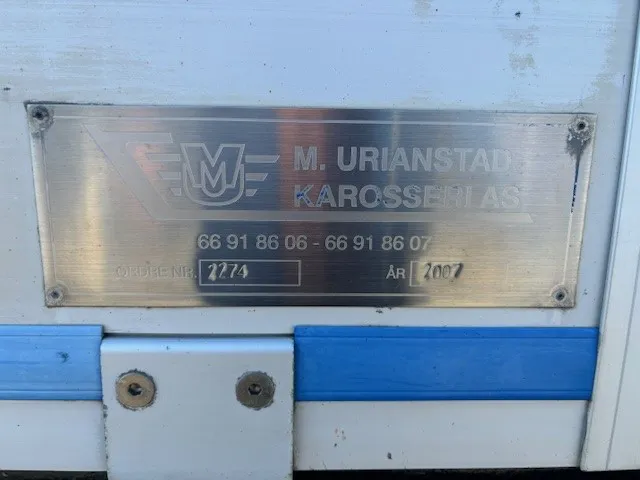 M. URIANSTAD
KAROSSERI AS
66 91 86 06 - 66 91 86 07
ORDRE NR. 2274 ÅR 2007